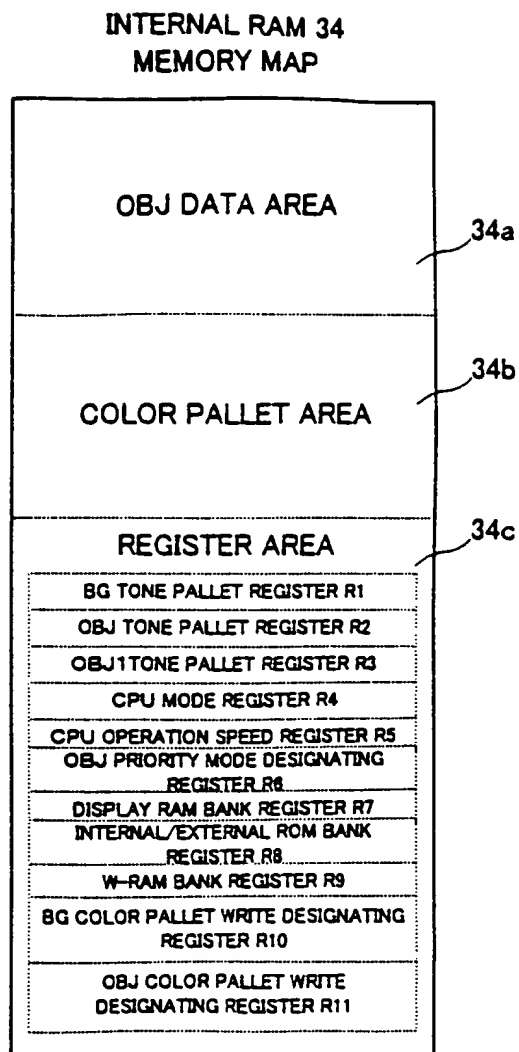 INTERNAL RAM 34
MEMORY MAP
OBJ DATA AREA
34a
COLOR PALLET AREA
34b
REGISTER AREA
34c
BG TONE PALLET REGISTER R1
OBJ TONE PALLET REGISTER R2
OBJ1TONE PALLET REGISTER R3
CPU MODE REGISTER R4
CPU OPERATION SPEED REGISTER R5
OBJ PRIORITY MODE DESIGNATING
REGISTER R6
DISPLAY RAM BANK REGISTER R7
INTERNAL/EXTERNAL ROM BANK
REGISTER R8
W-RAM BANK REGISTER R9
BG COLOR PALLET WRITE DESIGNATING
REGISTER R10
OBJ COLOR PALLET WRITE
DESIGNATING REGISTER R11